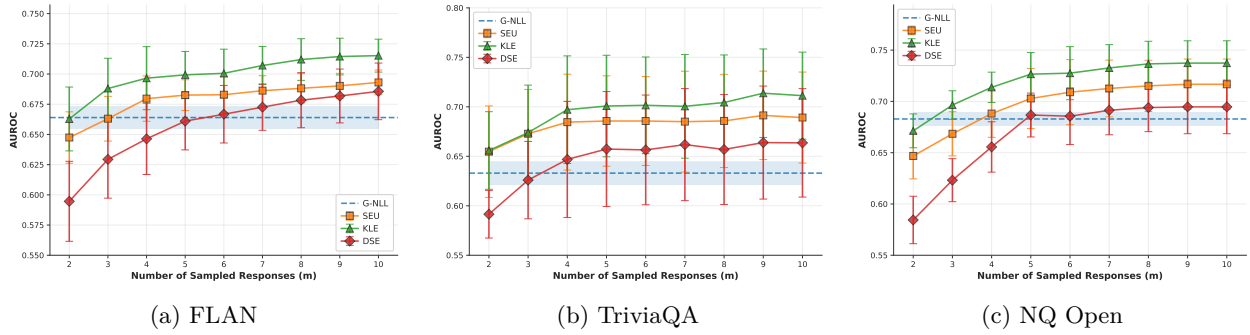 0.750
0.725
0.700
0.675
0.650
0.625
0.600
0.575
0.550
AUROC
2 3 4 5 6 7 8 9 10
Number of Sampled Responses (m)
G-NLL
SEU
KLE
DSE
(a) FLAN
0.80
0.75
0.70
0.65
0.60
0.55
AUROC
2 3 4 5 6 7 8 9 10
Number of Sampled Responses (m)
G-NLL
SEU
KLE
DSE
(b) TriviaQA
0.75
0.70
0.65
0.60
0.55
AUROC
2 3 4 5 6 7 8 9 10
Number of Sampled Responses (m)
G-NLL
SEU
KLE
DSE
(c) NQ Open